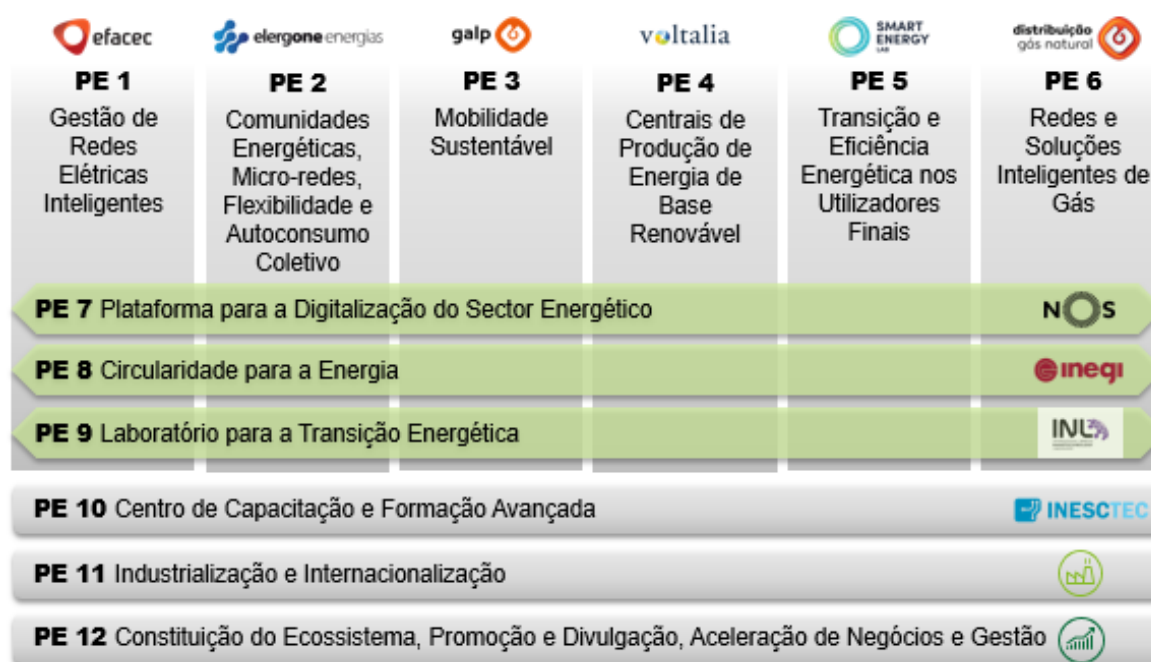 efacec
elergone energias
galp
voltalia
SMART
ENERGY
LAB
distribuição
gás natural
PE 1
Gestão de
Redes
Elétricas
Inteligentes
PE 2
Comunidades
Energéticas,
Micro-redes,
Flexibilidade e
Autoconsumo
Coletivo
PE 3
Mobilidade
Sustentável
PE 4
Centrais de
Produção de
Energia de
Base
Renovável
PE 5
Transição e
Eficiência
Energética nos
Utilizadores
Finais
PE 6
Redes e
Soluções
Inteligentes de
Gás
PE 7 Plataforma para a Digitalização do Sector Energético
NOS
PE 8 Circularidade para a Energia
inegi
PE 9 Laboratório para a Transição Energética
INL
PE 10 Centro de Capacitação e Formação Avançada
INESCTEC
PE 11 Industrialização e Internacionalização
PE 12 Constituição do Ecossistema, Promoção e Divulgação, Aceleração de Negócios e Gestão